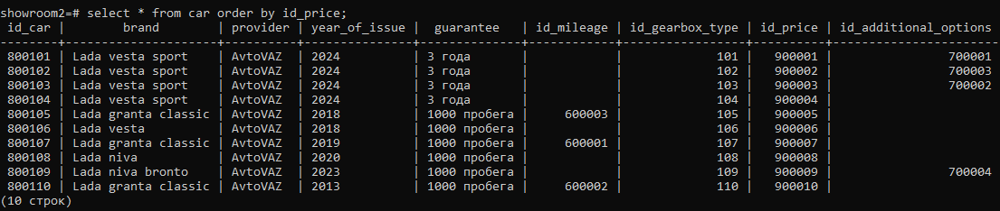 showroom2=# select * from car order by id_price;
 id_car |       brand        | provider | year_of_issue |  guarantee   | id_mileage | id_gearbox_type | id_price | id_additional_options
--------+--------------------+----------+---------------+--------------+------------+-----------------+----------+-----------------------
 800101 | Lada vesta sport   | AvtoVAZ  | 2024          | 3 года       |            |             101 |   900001 |                700001
 800102 | Lada vesta sport   | AvtoVAZ  | 2024          | 3 года       |            |             102 |   900002 |                700003
 800103 | Lada vesta sport   | AvtoVAZ  | 2024          | 3 года       |            |             103 |   900003 |                700002
 800104 | Lada vesta sport   | AvtoVAZ  | 2024          | 3 года       |            |             104 |   900004 |
 800105 | Lada granta classic | AvtoVAZ  | 2018          | 1000 пробега |     600003 |             105 |   900005 |
 800106 | Lada vesta         | AvtoVAZ  | 2018          | 1000 пробега |            |             106 |   900006 |
 800107 | Lada granta classic | AvtoVAZ  | 2019          | 1000 пробега |     600001 |             107 |   900007 |
 800108 | Lada niva          | AvtoVAZ  | 2020          | 1000 пробега |            |             108 |   900008 |
 800109 | Lada niva bronto   | AvtoVAZ  | 2023          | 1000 пробега |            |             109 |   900009 |                700004
 800110 | Lada granta classic | AvtoVAZ  | 2013          | 1000 пробега |     600002 |             110 |   900010 |
(10 строк)